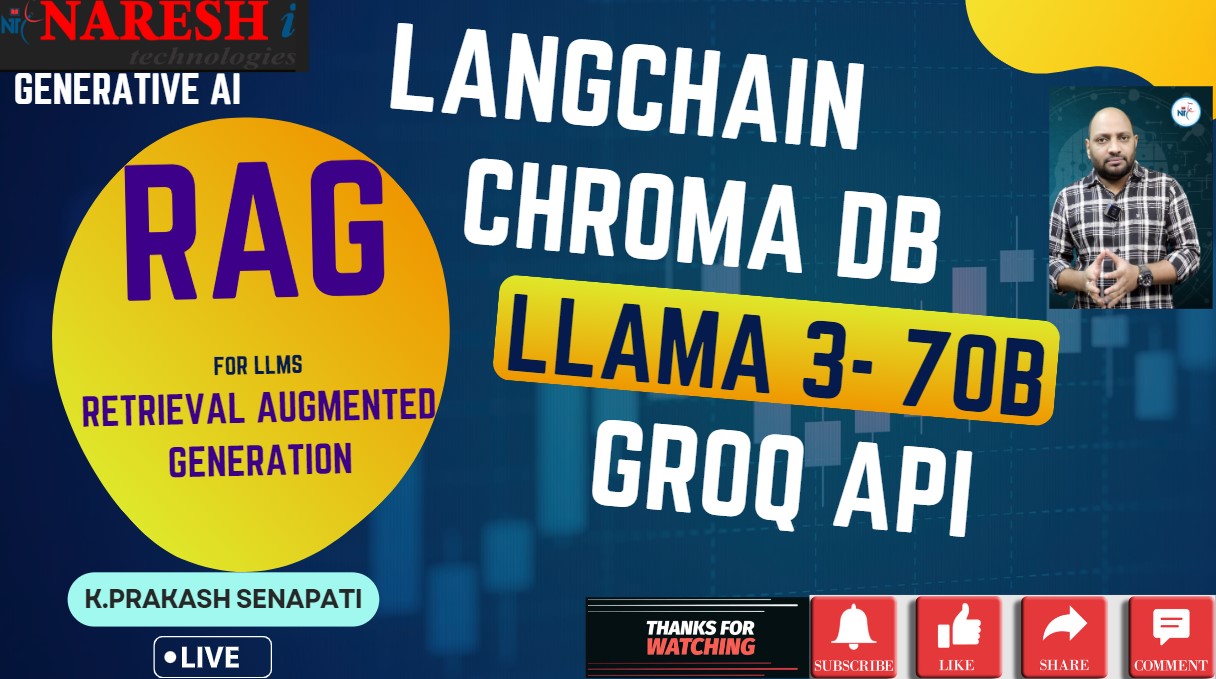 NARESH i
technologies
GENERATIVE AI
RAG
FOR LLMS
RETRIEVAL AUGMENTED
GENERATION
K.PRAKASH SENAPATI
•LIVE
LANGCHAIN
CHROMA DB
LLAMA 3- 70B
GROQ API
THANKS FOR
WATCHING
SUBSCRIBE
LIKE
SHARE
COMMENT